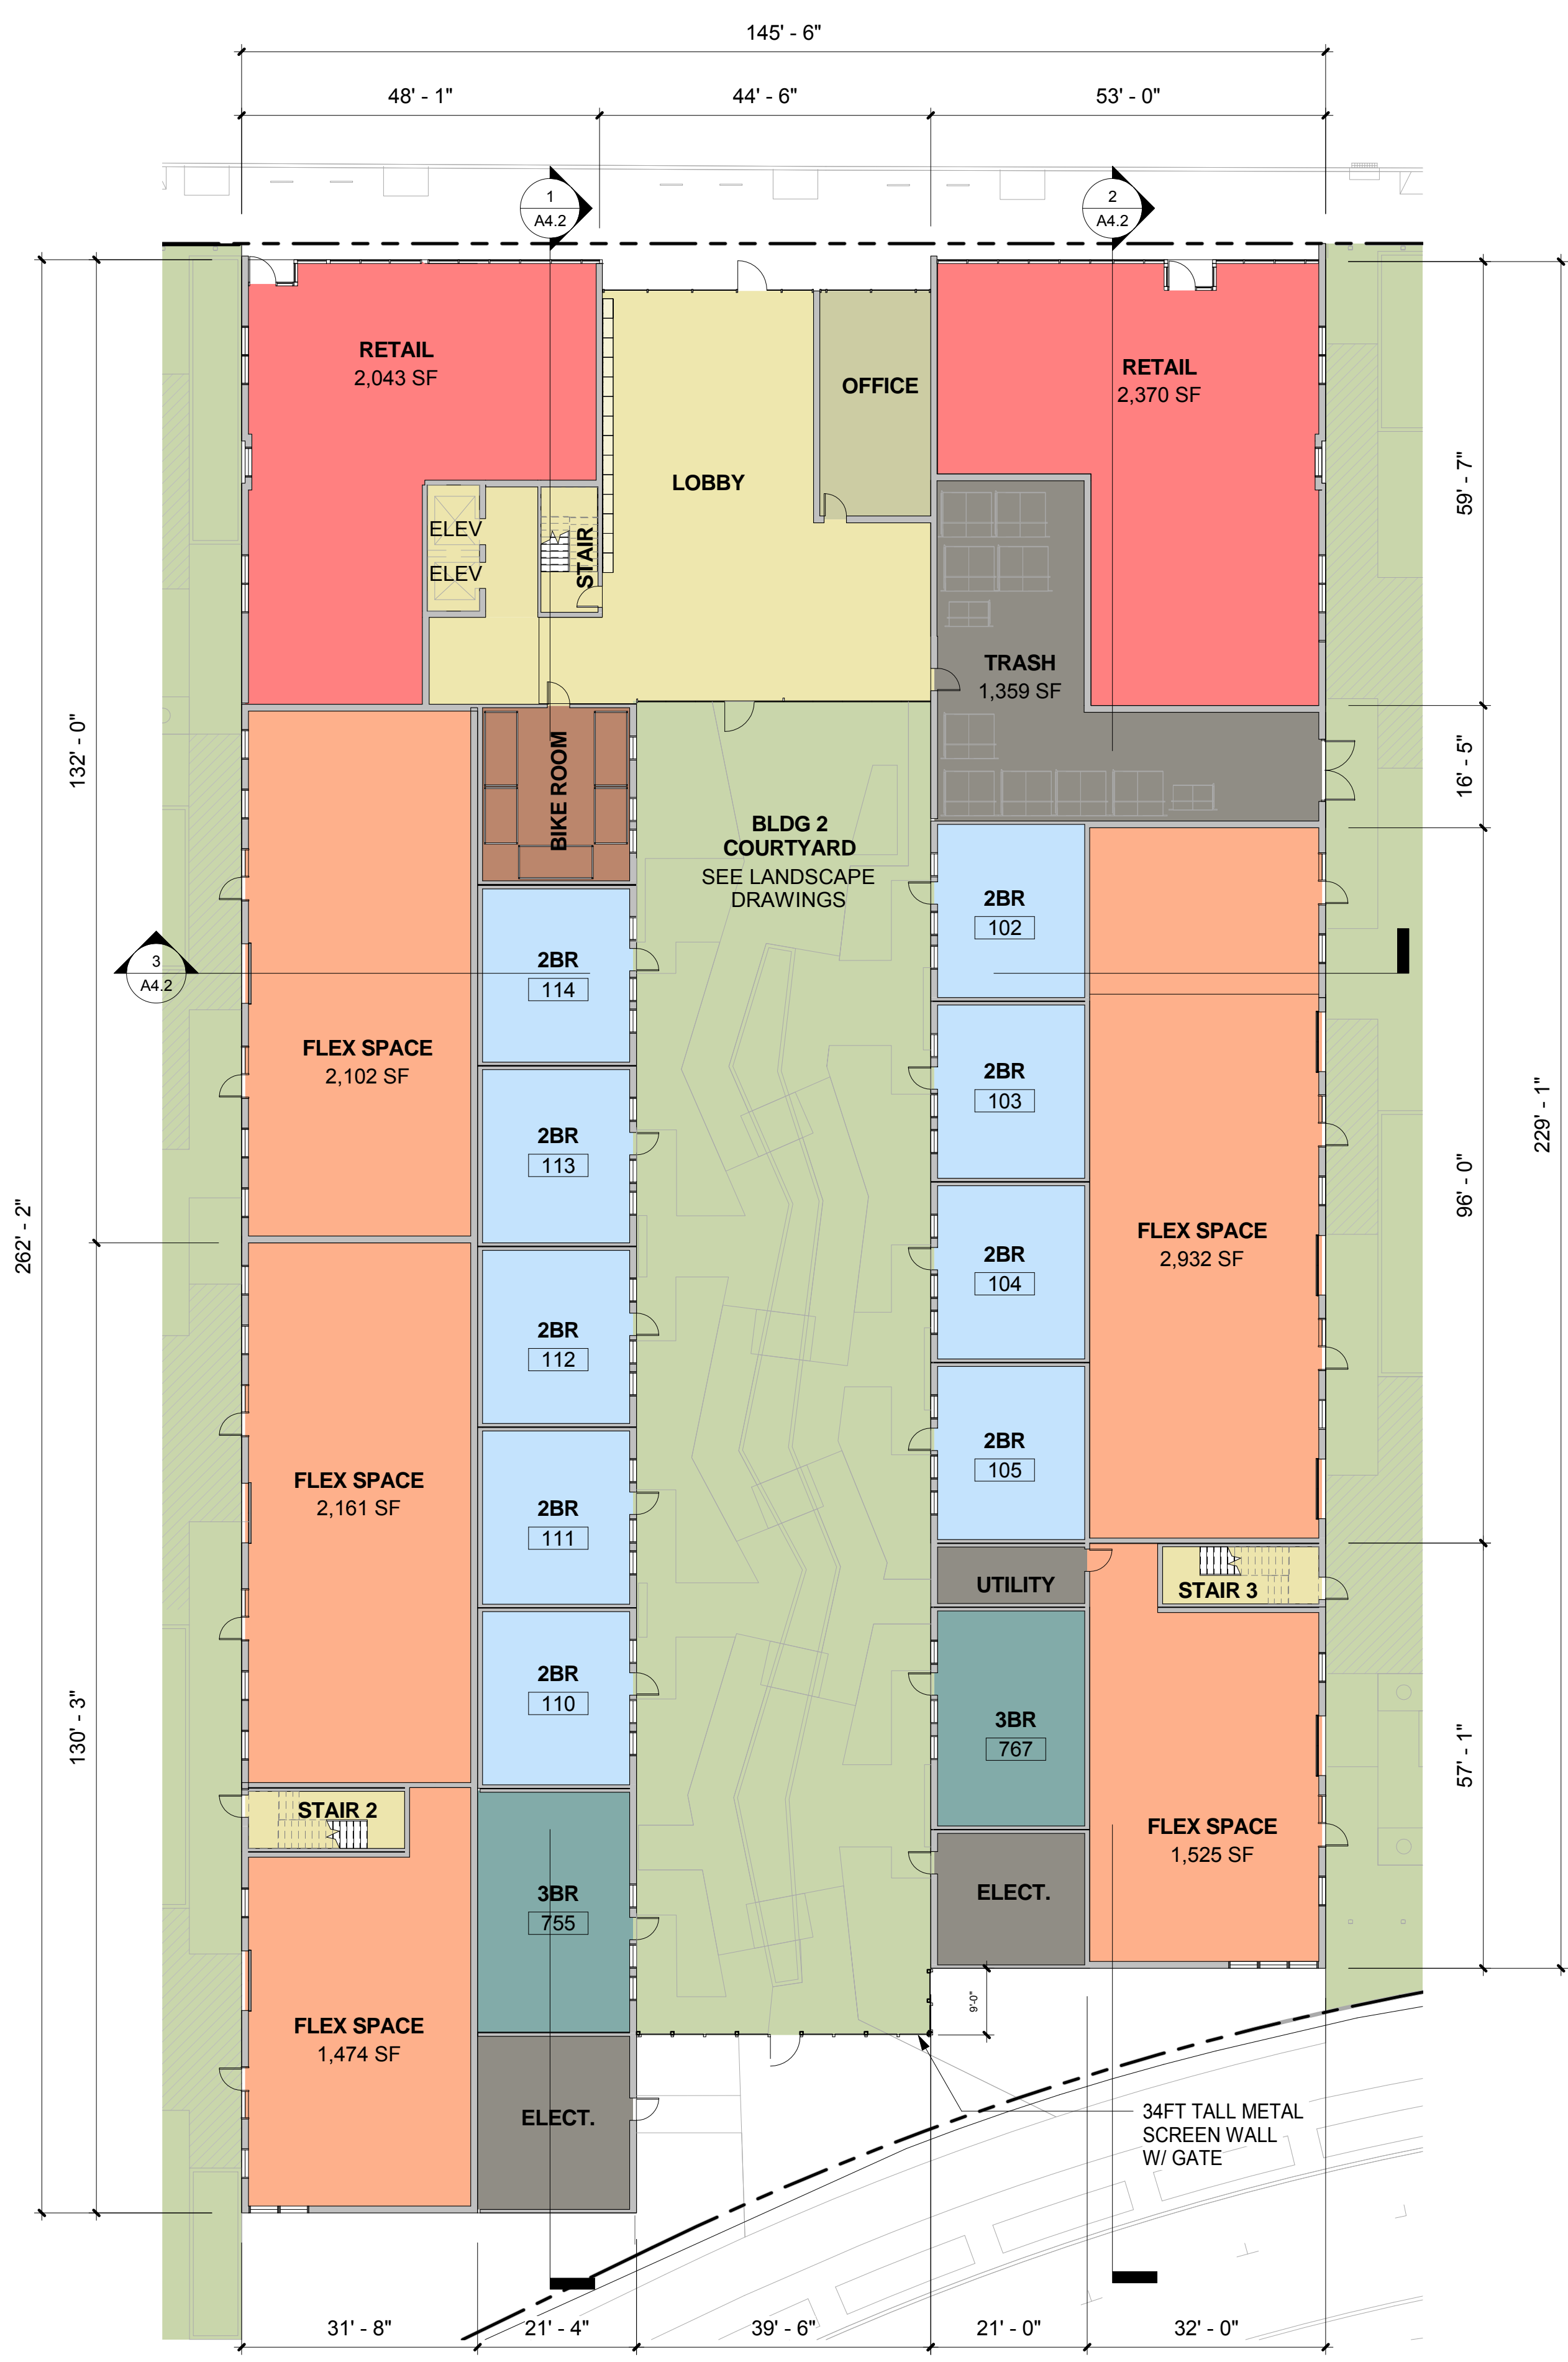 145' - 6"
48' - 1"
44' - 6"
53' - 0"
1
A4.2
2
A4.2
RETAIL
2,043 SF
OFFICE
RETAIL
2,370 SF
LOBBY
ELEV
ELEV
STAIR
59' - 7"
TRASH
1,359 SF
132' - 0"
16' - 5"
BIKE ROOM
BLDG 2
COURTYARD
SEE LANDSCAPE
DRAWINGS
2BR
102
3
A4.2
2BR
114
FLEX SPACE
2,102 SF
2BR
103
229' - 1"
2BR
113
96' - 0"
262' - 2"
2BR
104
FLEX SPACE
2,932 SF
2BR
112
2BR
105
FLEX SPACE
2,161 SF
2BR
111
UTILITY
STAIR 3
2BR
110
3BR
767
130' - 3"
57' - 1"
STAIR 2
FLEX SPACE
1,525 SF
3BR
755
ELECT.
9'-0"
FLEX SPACE
1,474 SF
ELECT.
34FT TALL METAL
SCREEN WALL
W/ GATE
31' - 8"
21' - 4"
39' - 6"
21' - 0"
32' - 0"